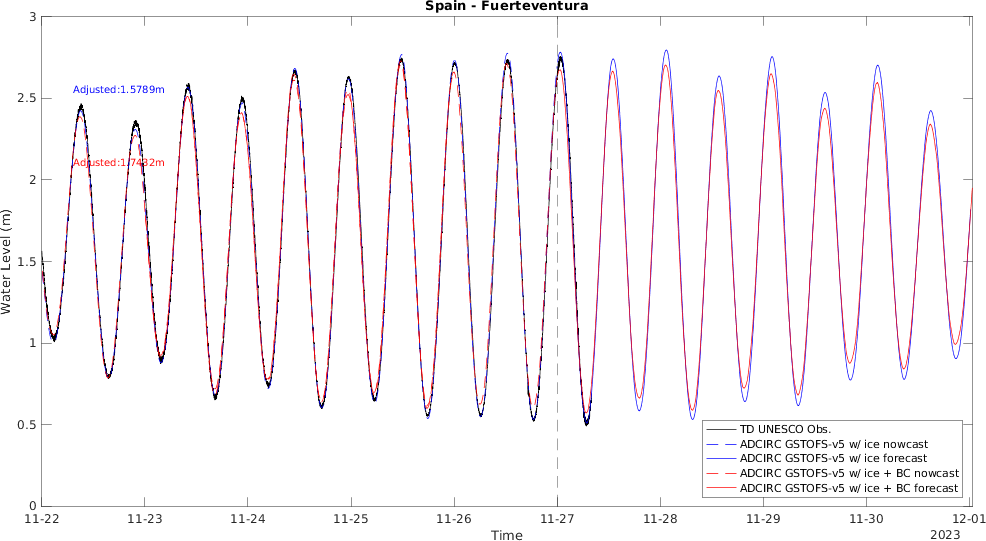 Spain - Fuerteventura
3
2.5
2
1.5
1
0.5
0
Water Level (m)
Adjusted:1.5789m
Adjusted:1.7432m
TD UNESCO Obs.
ADCIRC GSTOFS-v5 w/ ice nowcast
ADCIRC GSTOFS-v5 w/ ice forecast
ADCIRC GSTOFS-v5 w/ ice + BC nowcast
ADCIRC GSTOFS-v5 w/ ice + BC forecast
11-22 11-23 11-24 11-25 11-26 11-27 11-28 11-29 11-30 12-01
Time
2023